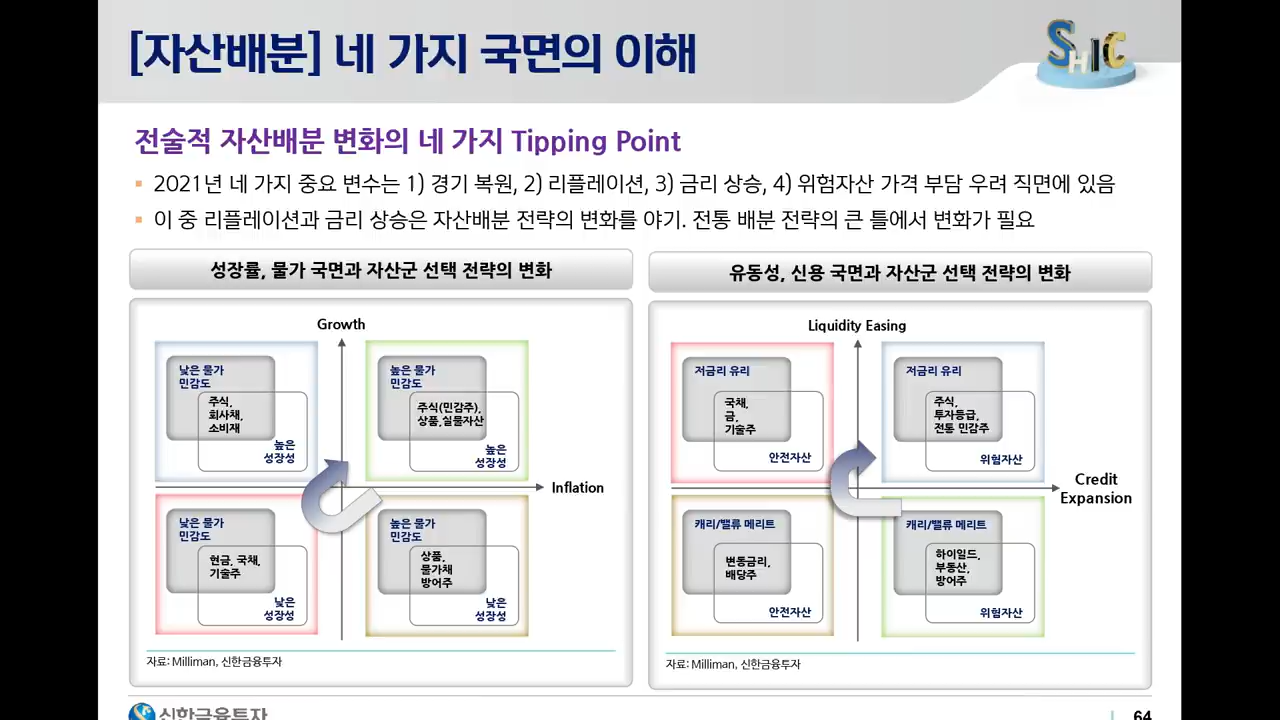 [자산배분] 네 가지 국면의 이해
SHIC
전술적 자산배분 변화의 네 가지 Tipping Point
▪ 2021년 네 가지 중요 변수는 1) 경기 복원, 2) 리플레이션, 3) 금리 상승, 4) 위험자산 가격 부담 우려 직면에 있음
▪ 이 중 리플레이션과 금리 상승은 자산배분 전략의 변화를 야기. 전통 배분 전략의 큰 틀에서 변화가 필요
성장률, 물가 국면과 자산군 선택 전략의 변화
Growth
낮은 물가
민감도
주식,
회사채,
소비재
높은
성장성
높은 물가
민감도
주식(민감주),
상품,실물자산
높은
성장성
Inflation
낮은 물가
민감도
현금, 국채,
기술주
낮은
성장성
높은 물가
민감도
상품,
물가채
방어주
낮은
성장성
자료: Milliman, 신한금융투자
유동성, 신용 국면과 자산군 선택 전략의 변화
Liquidity Easing
저금리 유리
국채,
금,
기술주
안전자산
저금리 유리
주식,
투자등급,
전통 민감주
위험자산
Credit
Expansion
캐리/밸류 메리트
변동금리,
배당주
안전자산
캐리/밸류 메리트
하이일드,
부동산,
방어주
위험자산
자료: Milliman, 신한금융투자
신한금융투자
64